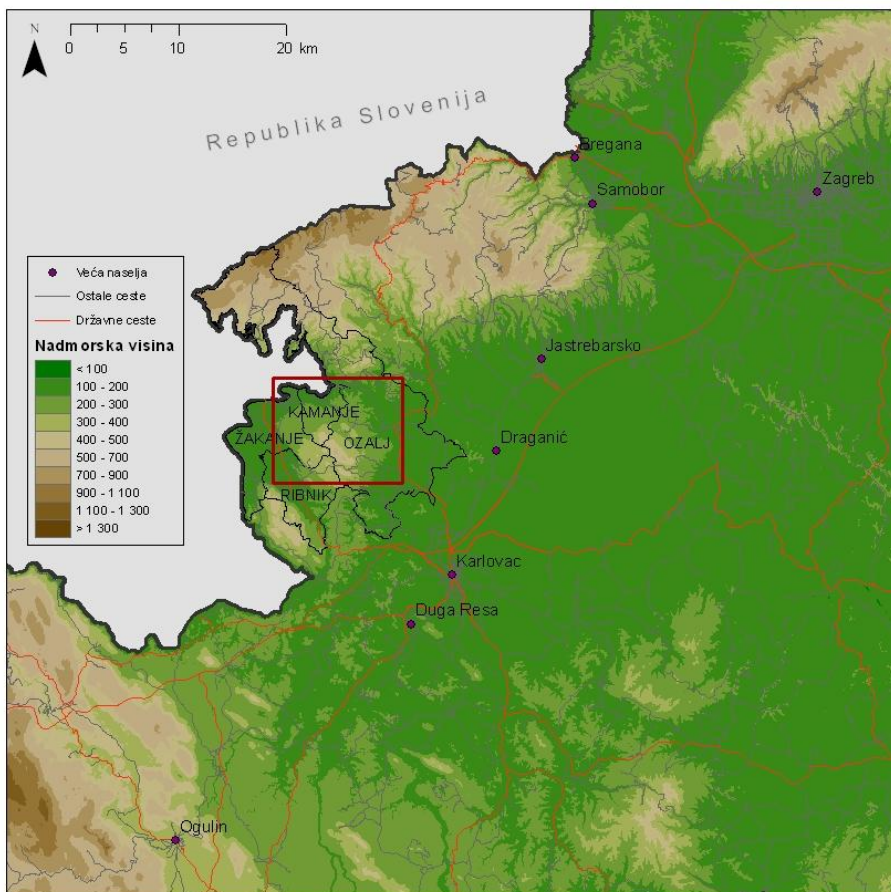 N
0 5 10 20 km
Republika Slovenija
Bregana
Samobor
Zagreb
Veća naselja
Ostale ceste
Državne ceste
Nadmorska visina
< 100
100 - 200
200 - 300
300 - 400
400 - 500
500 - 700
700 - 900
900 - 1 100
1 100 - 1 300
> 1 300
Jastrebarsko
KAMANJE
ŽAKANJE
OZALJ
Draganić
RIBNIK
Karlovac
Duga Resa
Ogulin